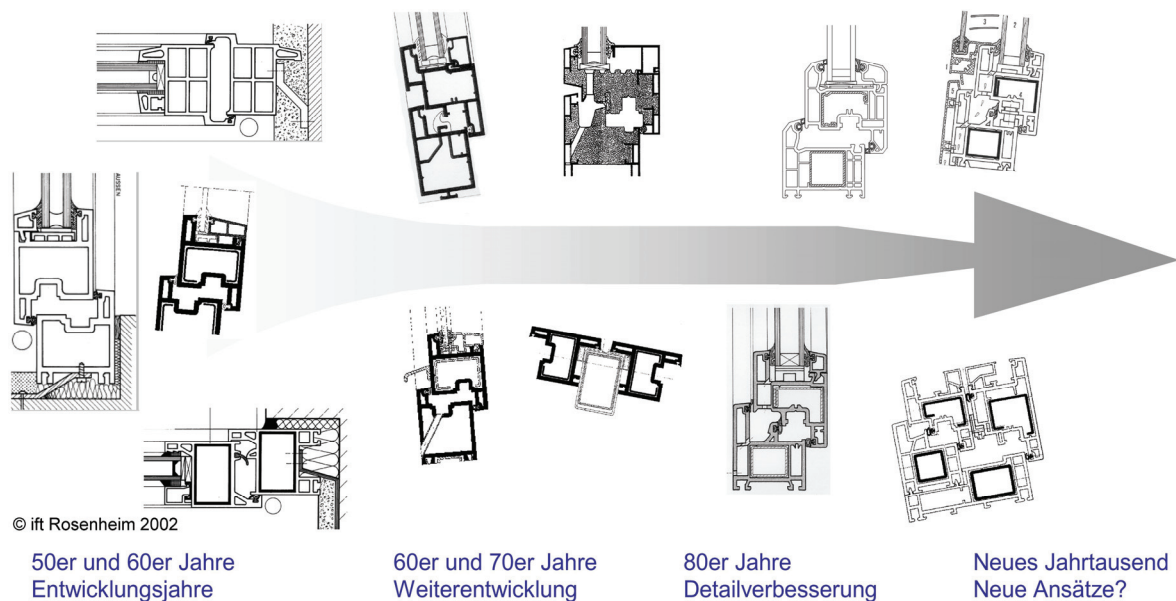 AUSSEN
3
2
4
© ift Rosenheim 2002
50er und 60er Jahre
Entwicklungsjahre
60er und 70er Jahre
Weiterentwicklung
80er Jahre
Detailverbesserung
Neues Jahrtausend
Neue Ansätze?